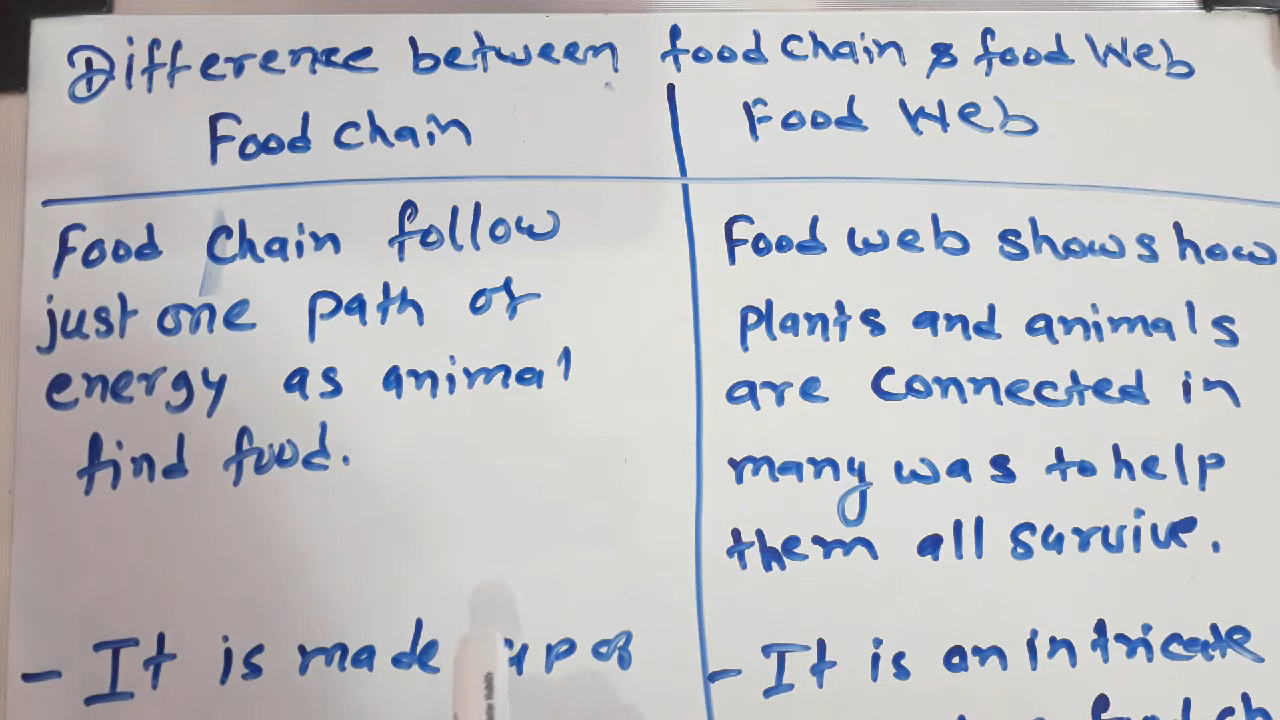 Difference between food chain & food Web
Food chain
Food Web
Food chain follow
just one path of
energy as animal
find food.
- It is made up of
Food web shows how
plants and animals
are connected in
many was to help
them all survive.
- It is an intricate
food ch